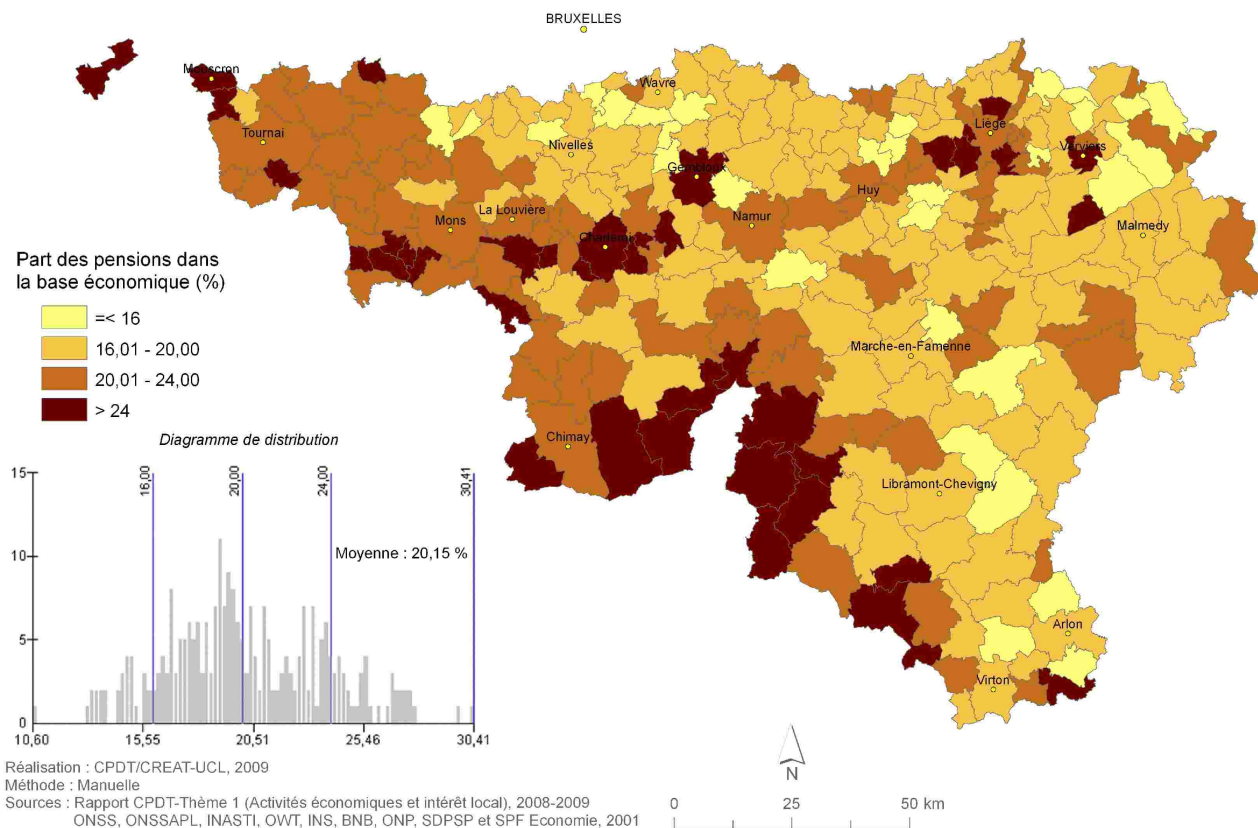 BRUXELLES
Mouscron
Wavre
Tournai
Liège
Nivelles
Verviers
Gembloux
Huy
La Louvière
Mons
Namur
Charleroi
Malmedy
Part des pensions dans
la base économique (%)
=< 16
16,01 - 20,00
20,01 - 24,00
> 24
Marche-en-Famenne
Chimay
Libramont-Chevigny
Arlon
Virton
Diagramme de distribution
16,00
20,00
24,00
30,41
15
10
5
0
Moyenne : 20,15 %
10,60
15,55
20,51
25,46
30,41
N
Réalisation : CPDT/CREAT-UCL, 2009
Méthode : Manuelle
Sources : Rapport CPDT-Thème 1 (Activités économiques et intérêt local), 2008-2009
ONSS, ONSSAPL, INASTI, OWT, INS, BNB, ONP, SDPSP et SPF Economie, 2001
0 25 50 km